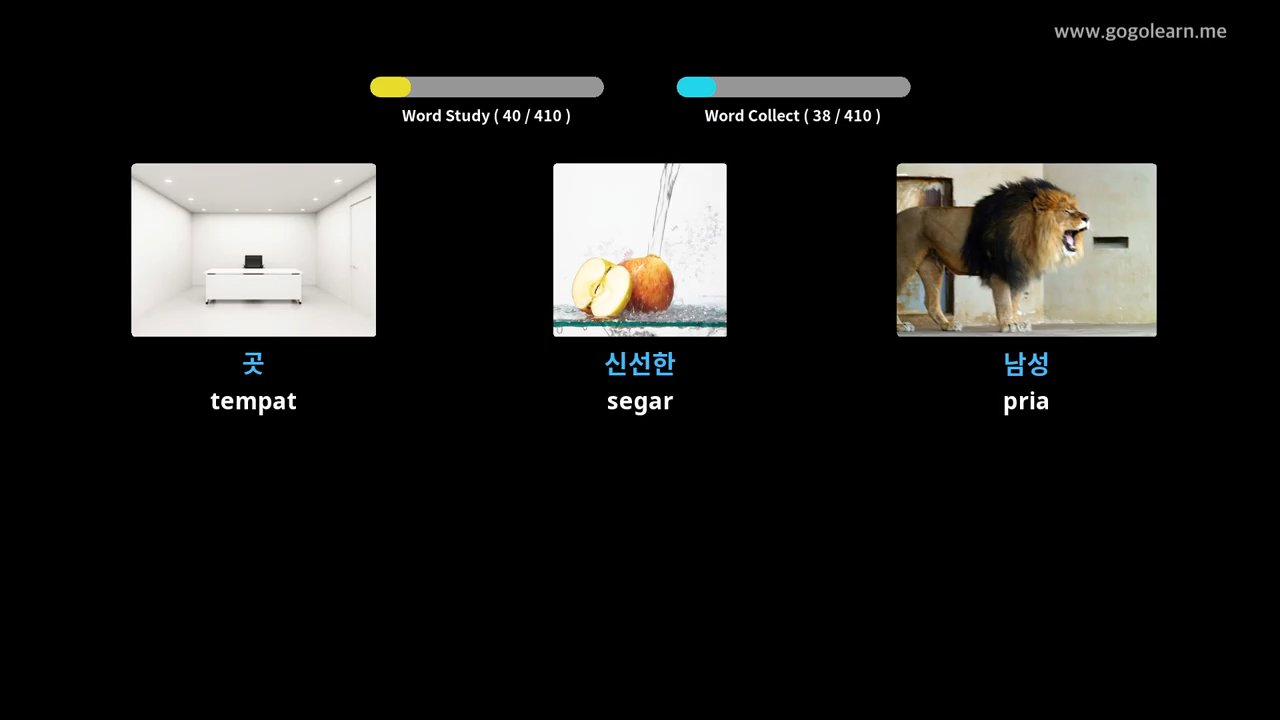 www.gogolearn.me
Word Study ( 40 / 410 )
Word Collect ( 38 / 410 )
곳
tempat
신선한
segar
남성
pria